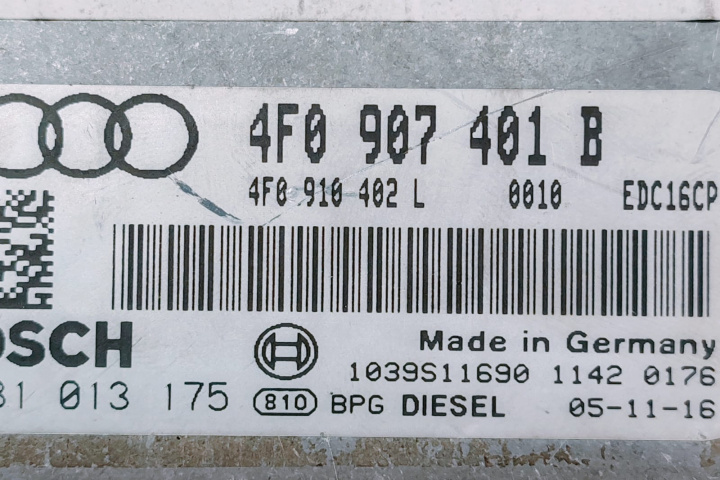 4F0 907 401 B
4F0 910 402 L 0010 EDC16CP
OSCH
Made in Germany
1039S11690 1142 0176
81 013 175 810 BPG DIESEL 05-11-16